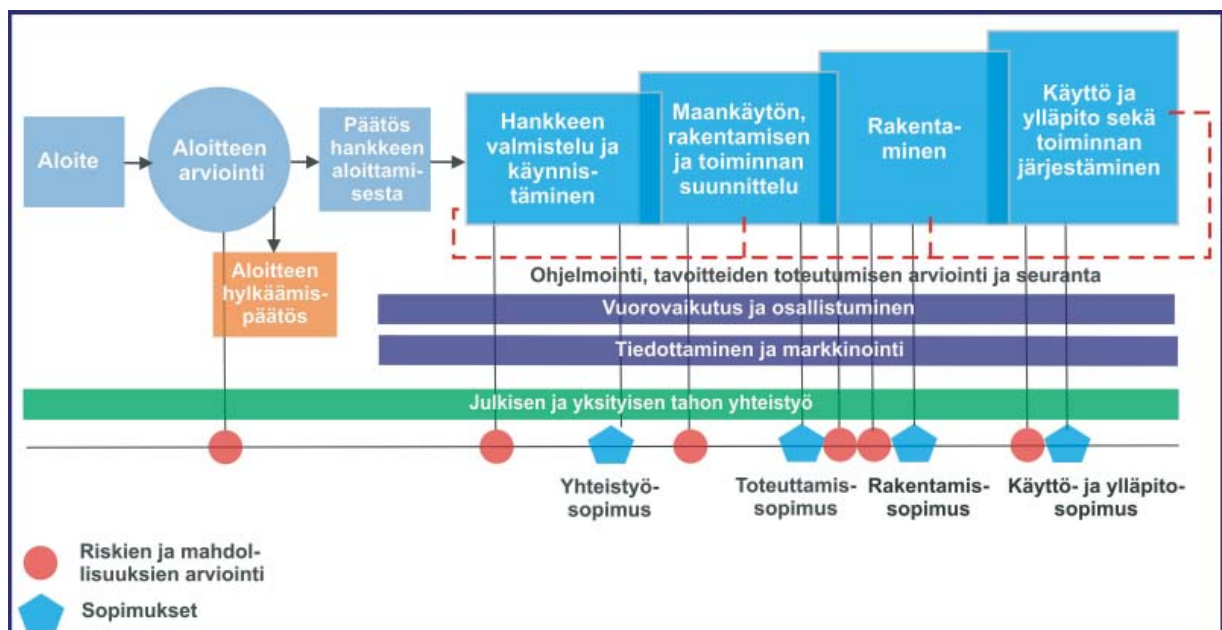 Aloite
Aloitteen
arviointi
Päätös
hankkeen
aloittami-
sesta
Hankkeen
valmistelu ja
käynnis-
täminen
Maankäytön,
rakentamisen
ja toiminnan
suunnittelu
Rakenta-
minen
Käyttö ja
ylläpito sekä
toiminnan
järjestäminen
Aloitteen
hylkäämis-
päätös
Ohjelmointi, tavoitteiden toteutumisen arviointi ja seuranta
Vuorovaikutus ja osallistuminen
Tiedottaminen ja markkinointi
Julkisen ja yksityisen tahon yhteistyö
Yhteistyö-
sopimus
Toteuttamis-
sopimus
Rakentamis-
sopimus
Käyttö- ja ylläpito-
sopimus
Riskien ja mahdol-
lisuuksien arviointi
Sopimukset